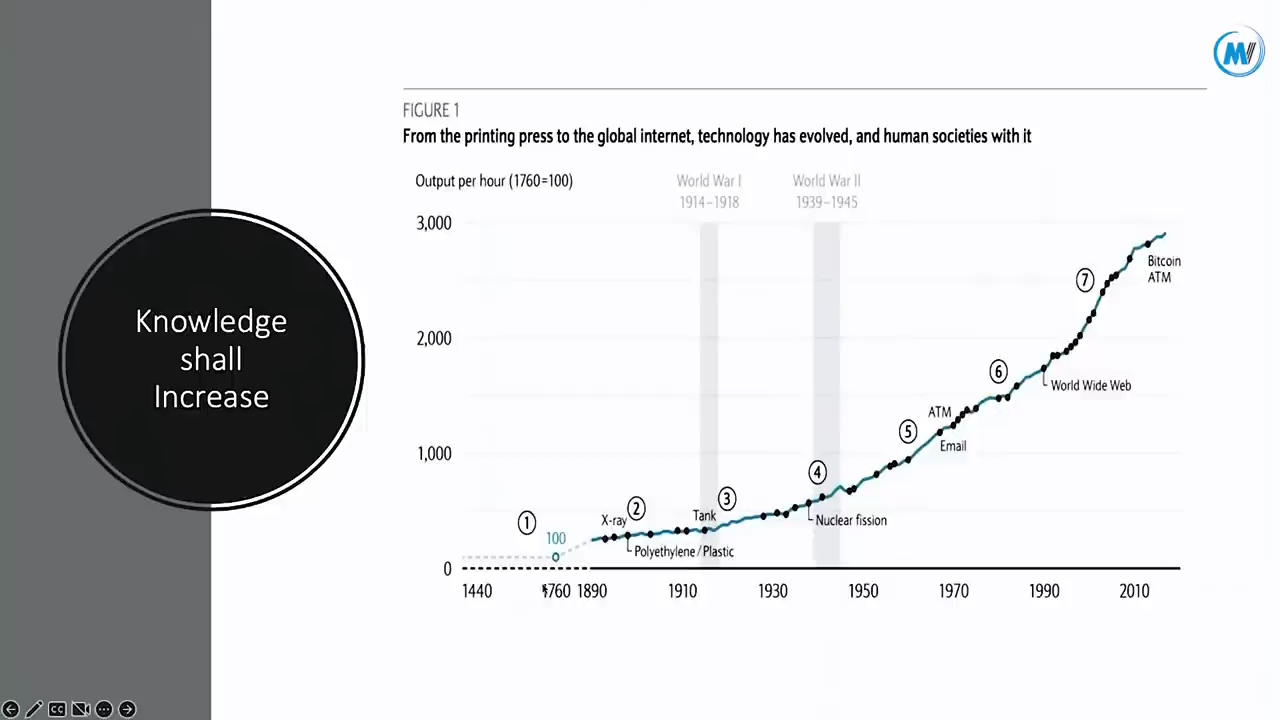 Knowledge
shall
Increase
MV
FIGURE 1
From the printing press to the global internet, technology has evolved, and human societies with it
Output per hour (1760=100)
World War I
1914–1918
World War II
1939–1945
3,000
2,000
1,000
0
1
100
X-ray
2
Polyethylene/Plastic
Tank
3
4
Nuclear fission
5
ATM
Email
6
World Wide Web
7
Bitcoin
ATM
1440
1760
1890
1910
1930
1950
1970
1990
2010
CC